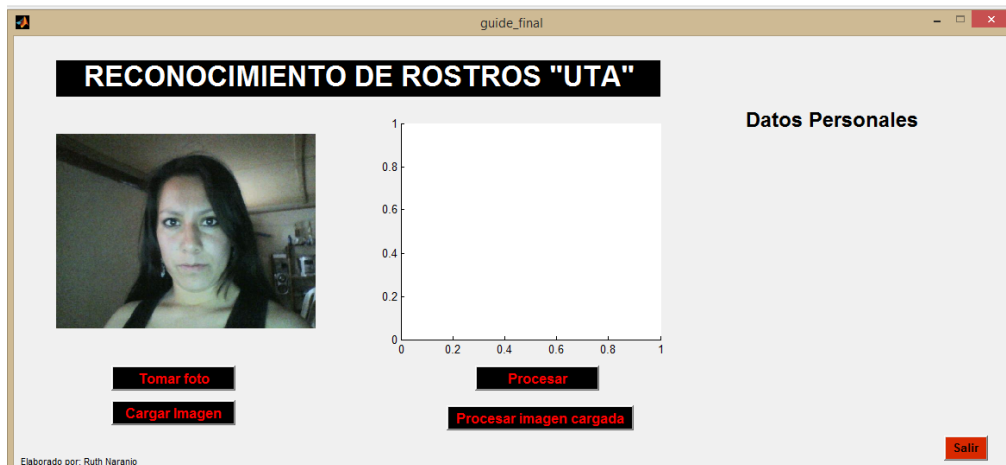 guide_final
RECONOCIMIENTO DE ROSTROS "UTA"
Datos Personales
1
0.8
0.6
0.4
0.2
0
0 0.2 0.4 0.6 0.8 1
Tomar foto
Procesar
Cargar Imagen
Procesar imagen cargada
Salir
Elaborado por: Ruth Naranjo